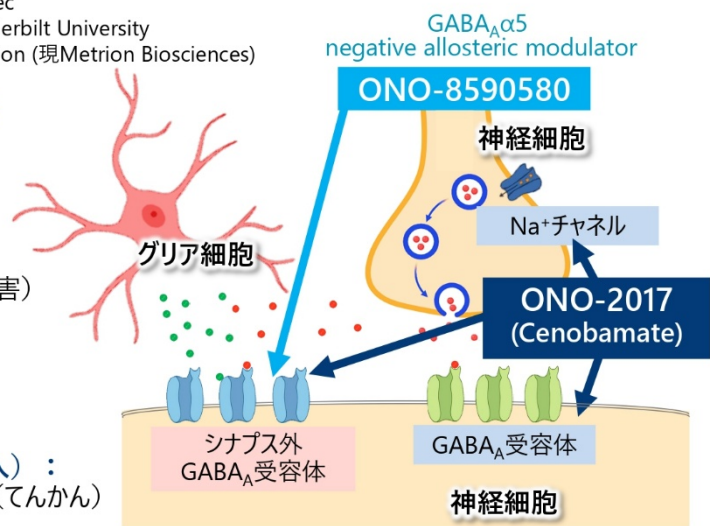 ec
erbilt University
on (現Metrion Biosciences)
GABAAα5
negative allosteric modulator
ONO-8590580
神経細胞
Na⁺チャネル
グリア細胞
害）
ONO-2017
(Cenobamate)
シナプス外
GABAA受容体
GABAA受容体
入）：
（てんかん）
神経細胞